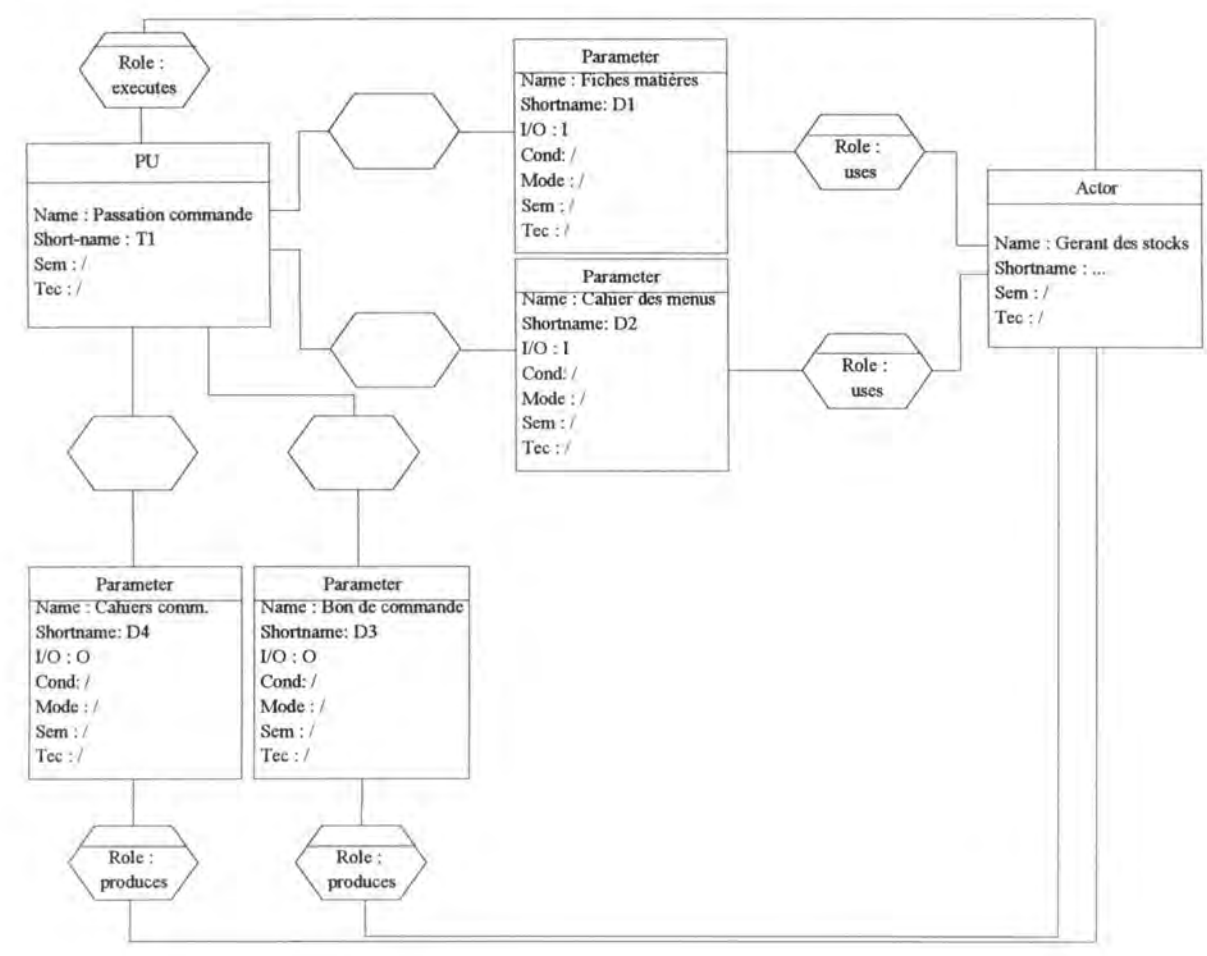 Role :
executes
PU
Name : Passation commande
Short-name : T1
Sem : /
Tec : /
Parameter
Name : Fiches matières
Shortname: D1
I/O : I
Cond: /
Mode : /
Sem : /
Tec : /
Role :
uses
Actor
Name : Gerant des stocks
Shortname : ...
Sem : /
Tec : /
Parameter
Name : Cahier des menus
Shortname: D2
I/O : I
Cond: /
Mode : /
Sem : /
Tec : /
Role :
uses
Parameter
Name : Cahiers comm.
Shortname: D4
I/O : O
Cond: /
Mode : /
Sem : /
Tec : /
Parameter
Name : Bon de commande
Shortname: D3
I/O : O
Cond: /
Mode : /
Sem : /
Tec : /
Role :
produces
Role :
produces